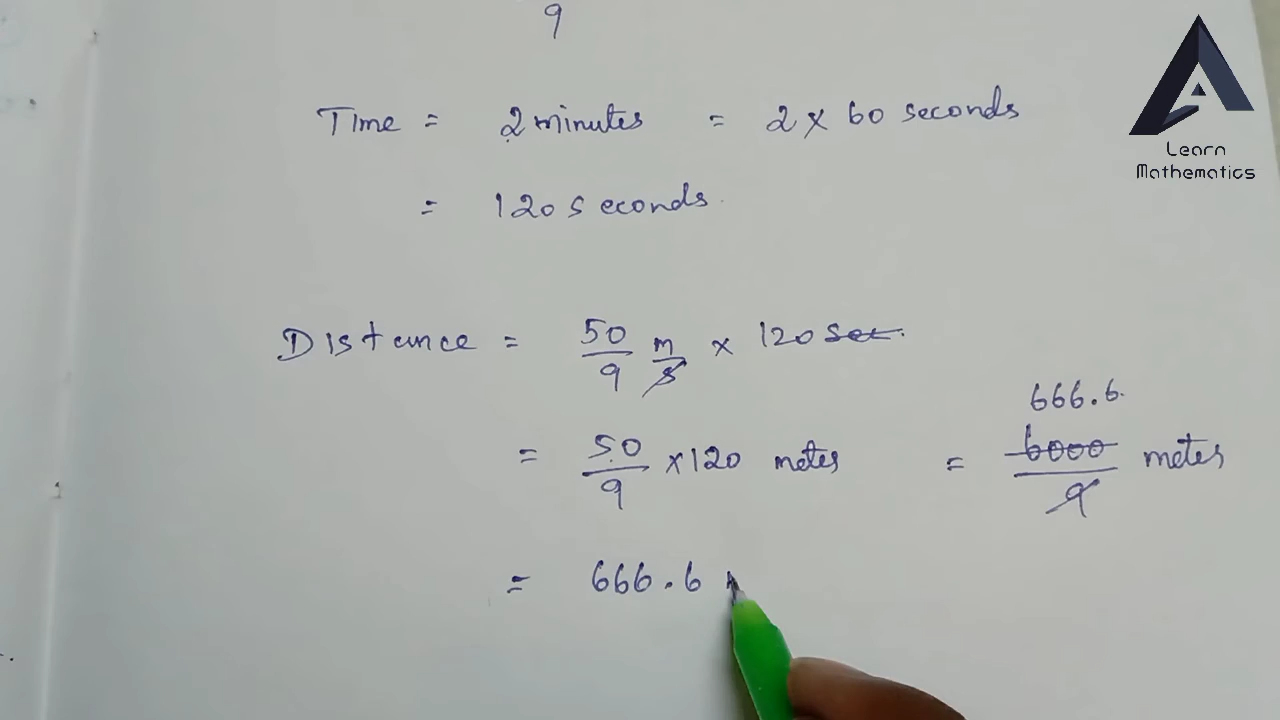 9
Time = 2 minutes = 2 x 60 seconds
= 120 seconds.
Distance = 50/9 m/s x 120 sec.
666.6.
= 50/9 x 120 metes = 6000/9 metes
= 666.6
Learn
Mathematics